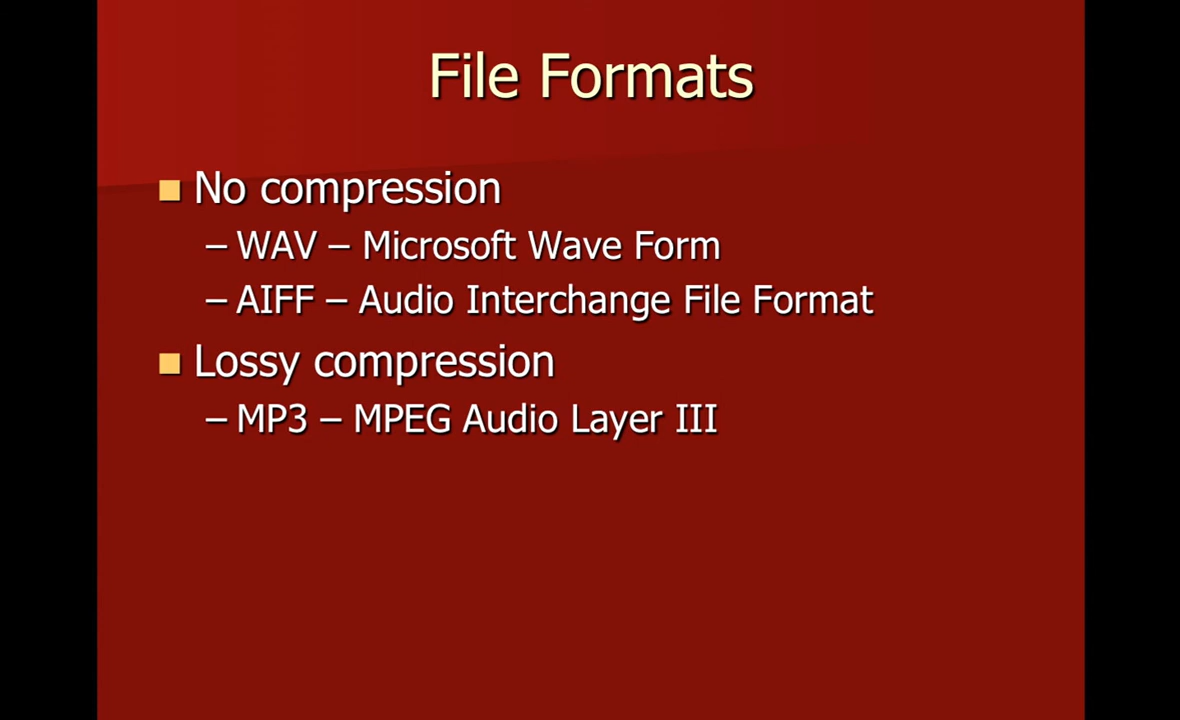 File Formats
No compression
– WAV – Microsoft Wave Form
– AIFF – Audio Interchange File Format
Lossy compression
– MP3 – MPEG Audio Layer III